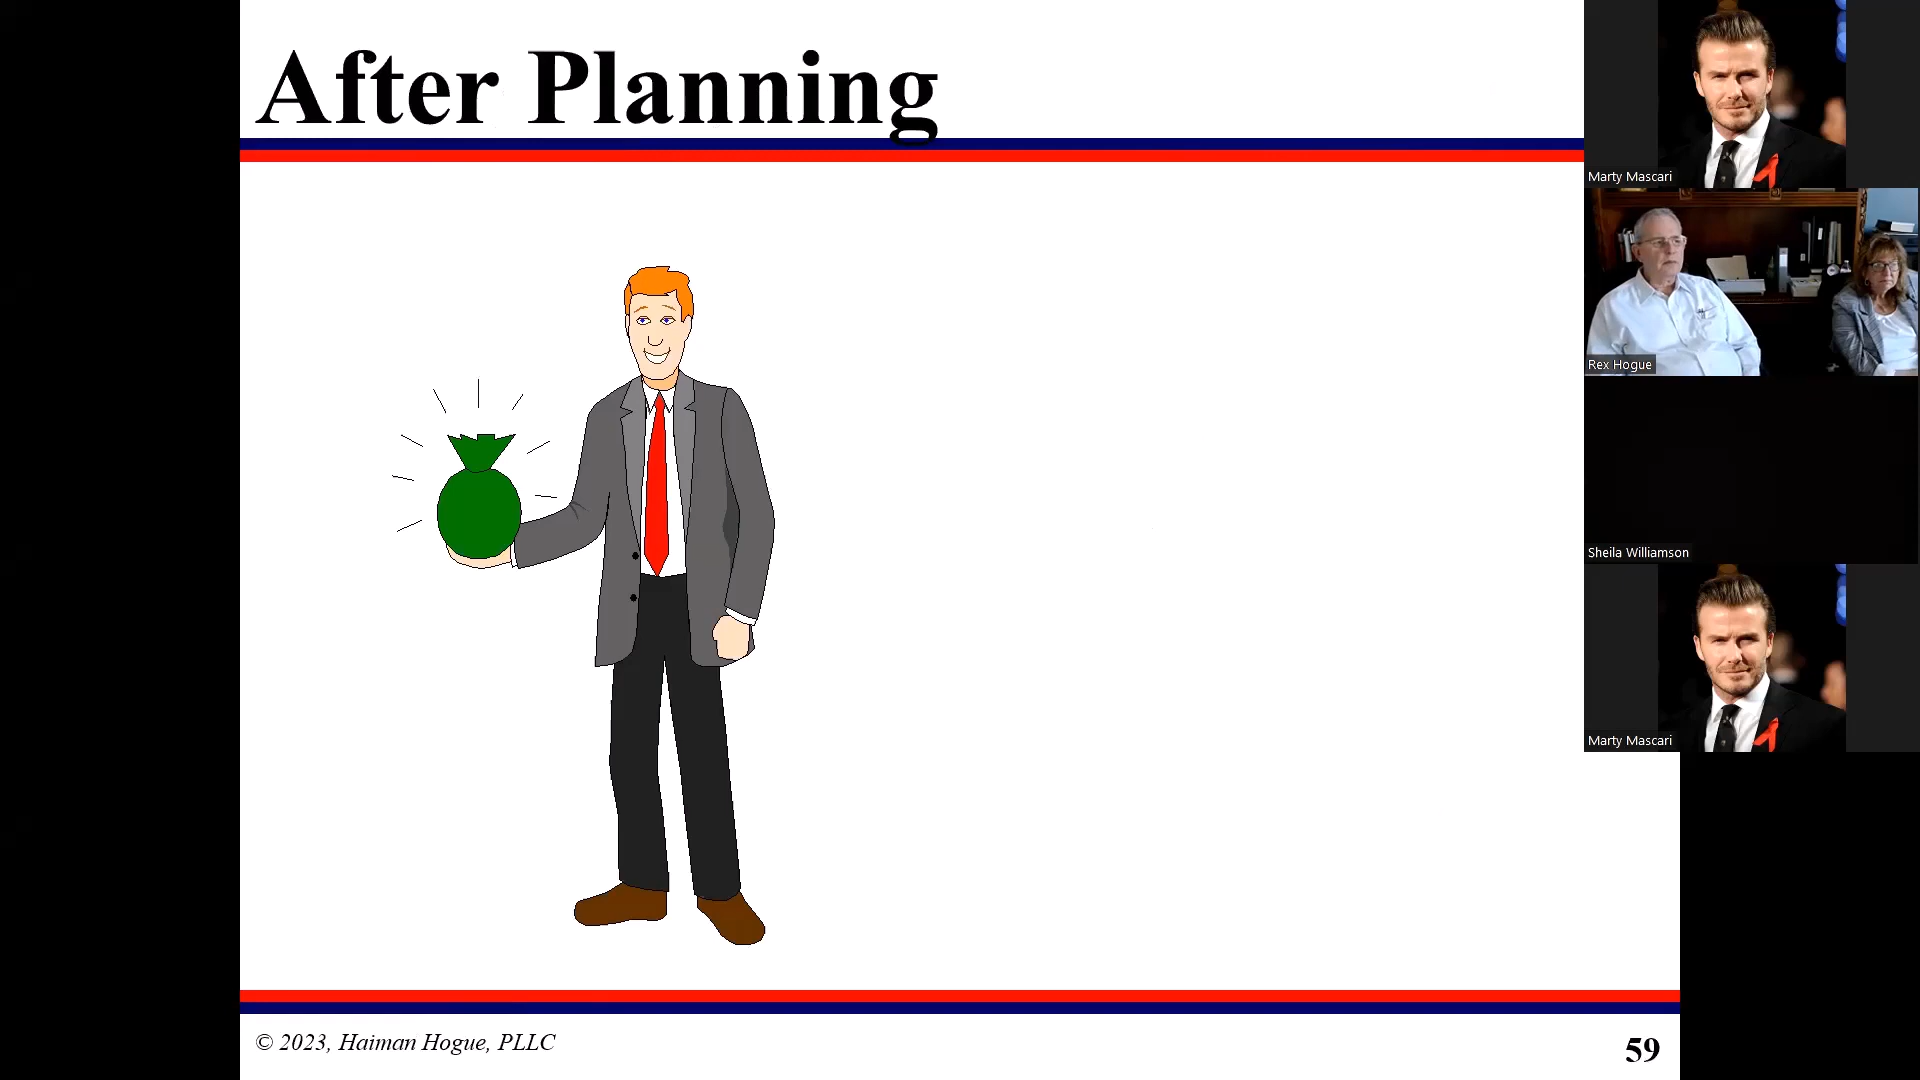 After Planning
Marty Mascari
Rex Hogue
Sheila Williamson
Marty Mascari
© 2023, Haiman Hogue, PLLC
59